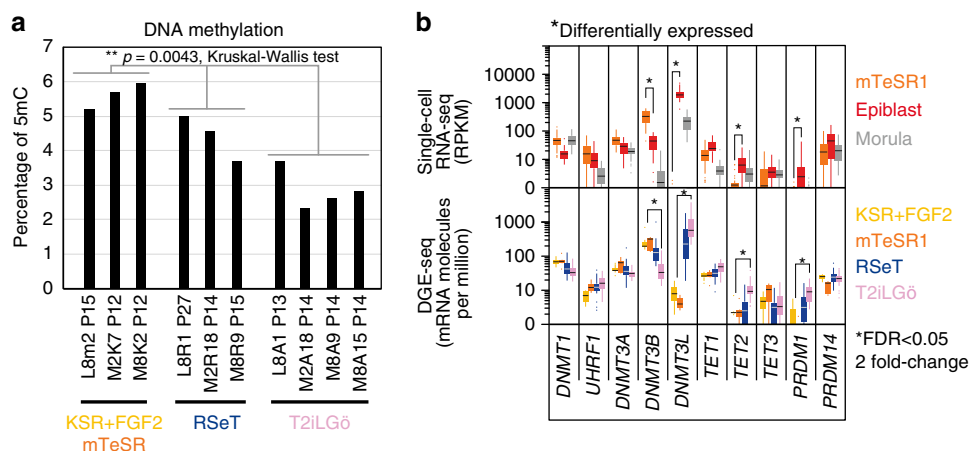 a
DNA methylation
** p = 0.0043, Kruskal-Wallis test
Percentage of 5mC
7
6
5
4
3
2
1
0
L8m2 P15
M2K7 P12
M8K2 P12
L8R1 P27
M2R18 P14
M8R9 P15
L8A1 P13
M2A18 P14
M8A9 P14
M8A15 P14
KSR+FGF2
mTeSR
RSeT
T2iLGö
b
*Differentially expressed
Single-cell
RNA-seq
(RPKM)
10000
1000
100
10
0
* * * *
mTeSR1
Epiblast
Morula
DGE-seq
(mRNA molecules
per million)
1000
100
10
0
* * * *
KSR+FGF2
mTeSR1
RSeT
T2iLGö
DNMT1
UHRF1
DNMT3A
DNMT3B
DNMT3L
TET1
TET2
TET3
PRDM1
PRDM14
*FDR<0.05
2 fold-change